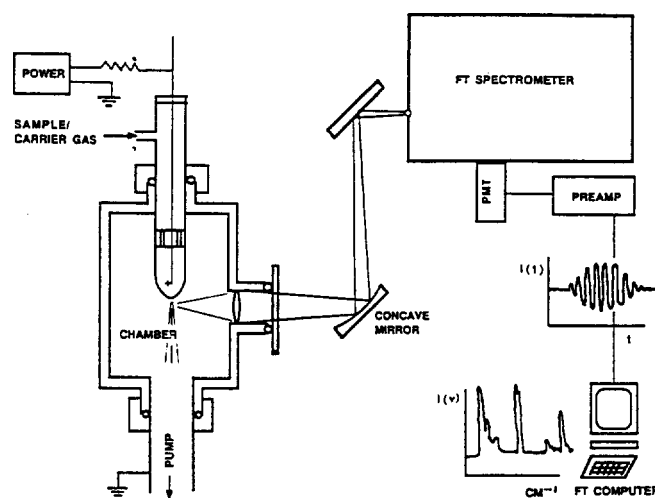 POWER
FT SPECTROMETER
SAMPLE/
CARRIER GAS
PMT
PREAMP
I(t)
t
CONCAVE
MIRROR
CHAMBER
PUMP
I(ν)
CM⁻¹
FT COMPUTER